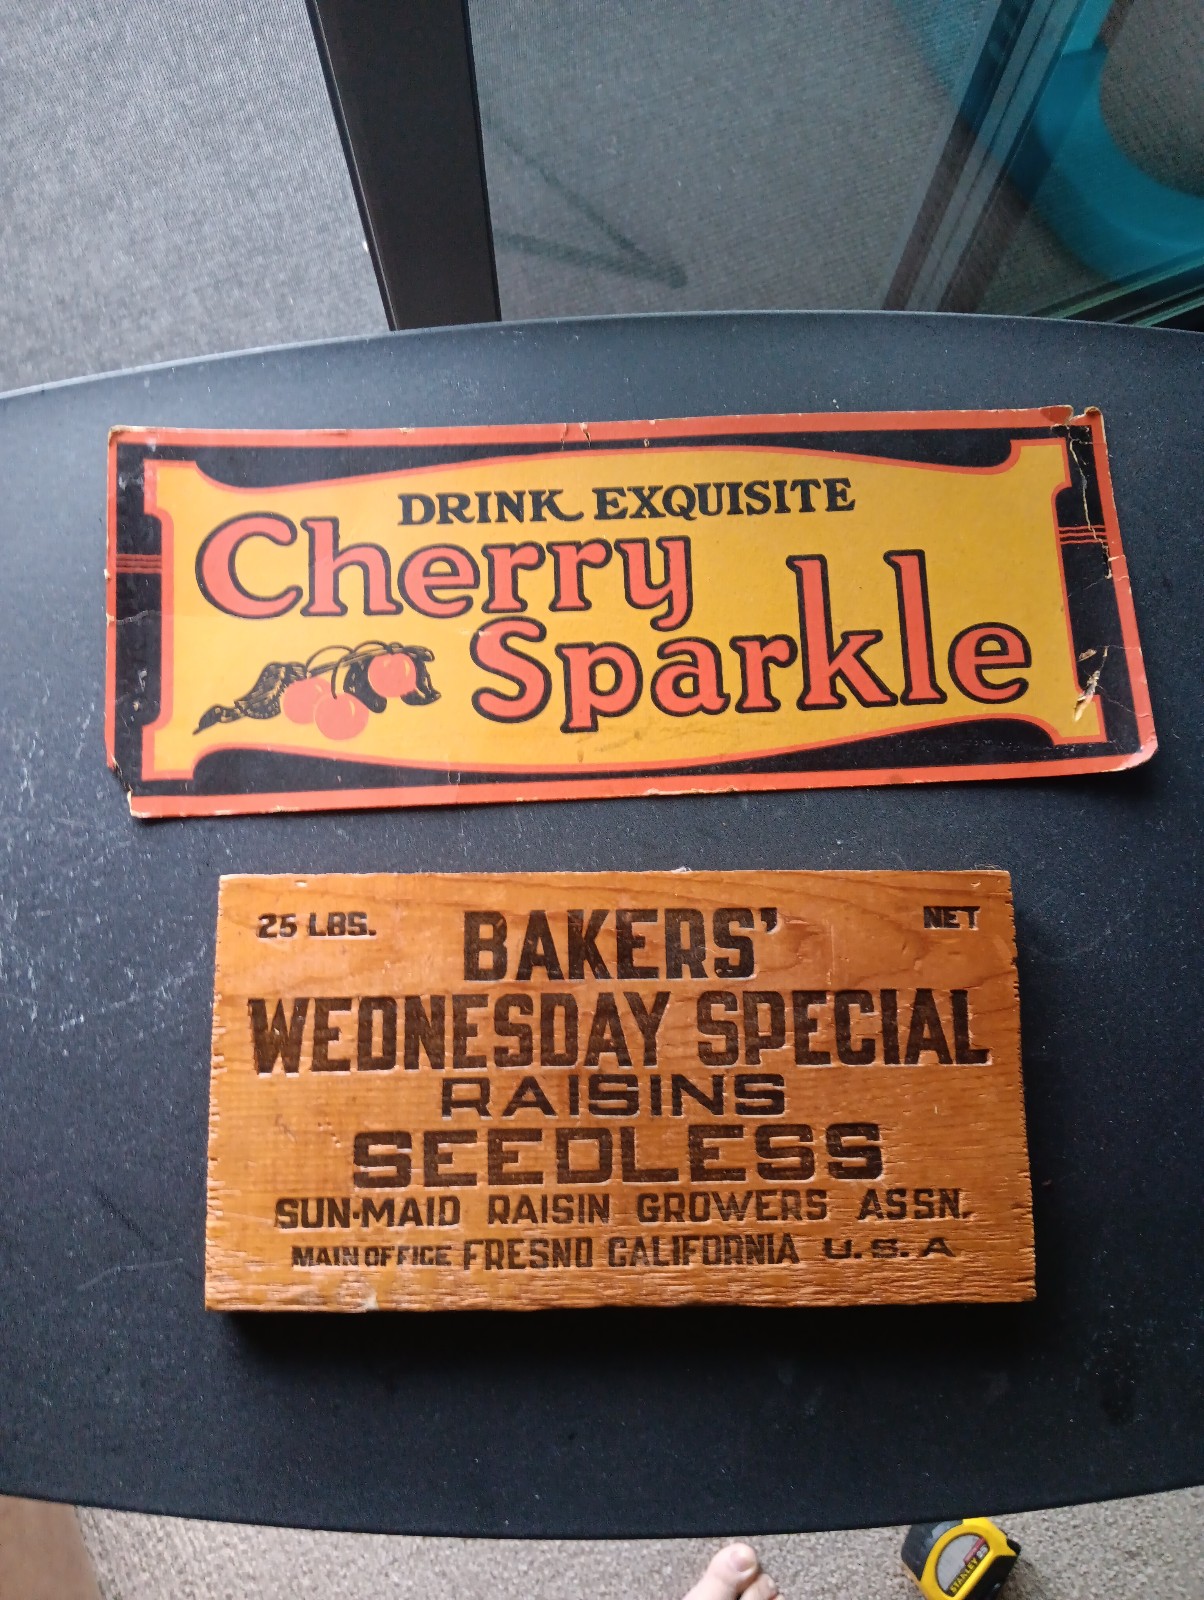 DRINK EXQUISITE
Cherry
Sparkle
25 LBS. BAKERS' NET
WEDNESDAY SPECIAL
RAISINS
SEEDLESS
SUN-MAID RAISIN GROWERS ASSN.
MAIN OFFICE FRESNO CALIFORNIA U. S. A
STANLEY